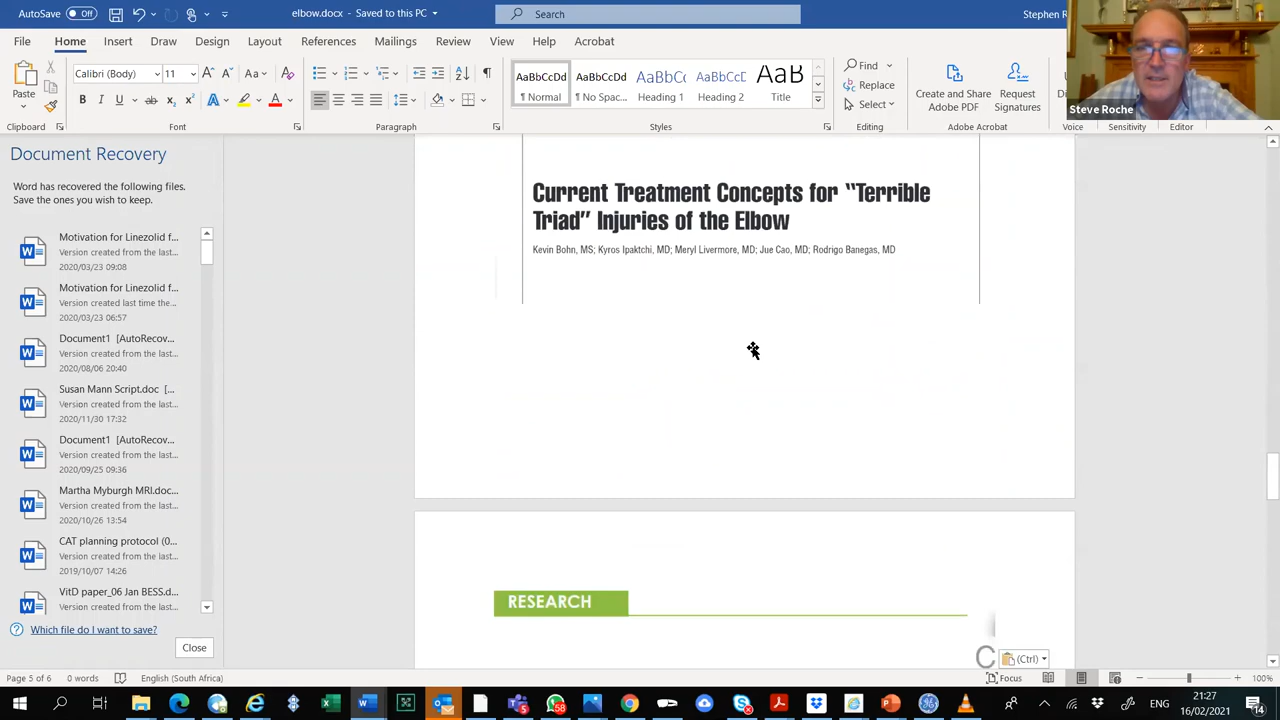 AutoSave Off
elbow.docx - Saved to this PC
Search
Stephen R
File Home Insert Draw Design Layout References Mailings Review View Help Acrobat
Paste
Calibri (Body) 11
AaBbCcDd AaBbCcDd AaBbCc AaBbCcD AaB
¶ Normal ¶ No Spac... Heading 1 Heading 2 Title
Find
Replace
Select
Create and Share Adobe PDF
Request Signatures
Clipboard Font Paragraph Styles Editing Adobe Acrobat Voice Sensitivity Editor
Steve Roche
Document Recovery
Word has recovered the following files.
Save the ones you wish to keep.
Motivation for Linezolid f...
Version created from the last...
2020/03/23 09:08
Motivation for Linezolid f...
Version created last time the...
2020/03/23 06:57
Document1 [AutoRecov...
Version created from the last...
2020/08/06 20:40
Susan Mann Script.doc [...
Version created from the last...
2020/11/30 17:32
Document1 [AutoRecov...
Version created from the last...
2020/09/25 09:36
Martha Myburgh MRI.doc...
Version created from the last...
2020/10/26 13:54
CAT planning protocol (0...
Version created from the last...
2019/10/07 14:26
VitD paper_06 Jan BESS.d...
Version created from the last...
Which file do I want to save?
Close
Current Treatment Concepts for “Terrible
Triad” Injuries of the Elbow
Kevin Bohn, MS; Kyros Ipaktchi, MD; Meryl Livermore, MD; Jue Cao, MD; Rodrigo Banegas, MD
RESEARCH
C
(Ctrl)
Page 5 of 6 0 words English (South Africa) Focus 100%
58
ENG
21:27
16/02/2021
14